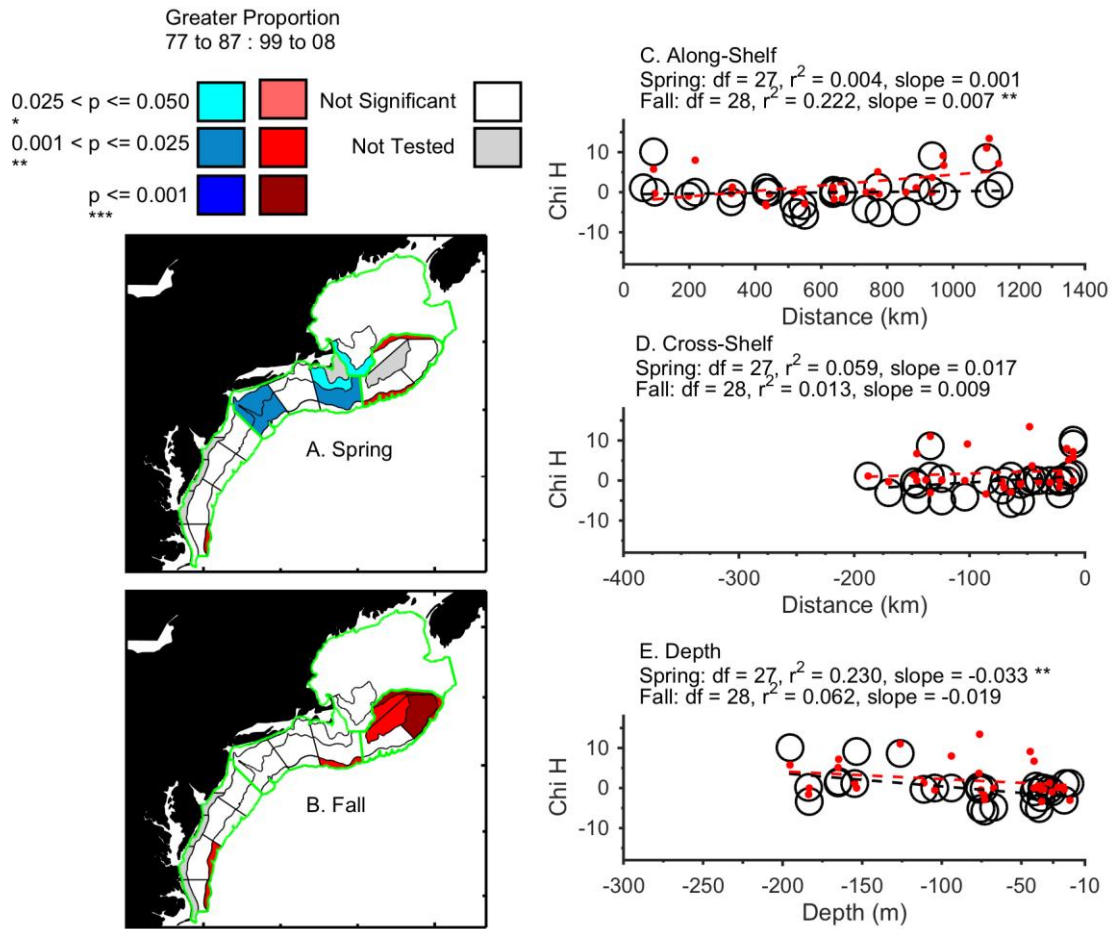 Greater Proportion
77 to 87 : 99 to 08
0.025 < p <= 0.050
*
0.001 < p <= 0.025
**
p <= 0.001
***
Not Significant
Not Tested
A. Spring
B. Fall
C. Along-Shelf
Spring: df = 27, r² = 0.004, slope = 0.001
Fall: df = 28, r² = 0.222, slope = 0.007 **
Chi H
10
0
-10
0 200 400 600 800 1000 1200 1400
Distance (km)
D. Cross-Shelf
Spring: df = 27, r² = 0.059, slope = 0.017
Fall: df = 28, r² = 0.013, slope = 0.009
Chi H
10
0
-10
-400 -300 -200 -100 0
Distance (km)
E. Depth
Spring: df = 27, r² = 0.230, slope = -0.033 **
Fall: df = 28, r² = 0.062, slope = -0.019
Chi H
10
0
-10
-300 -200 -150 -100 -50 -10
Depth (m)